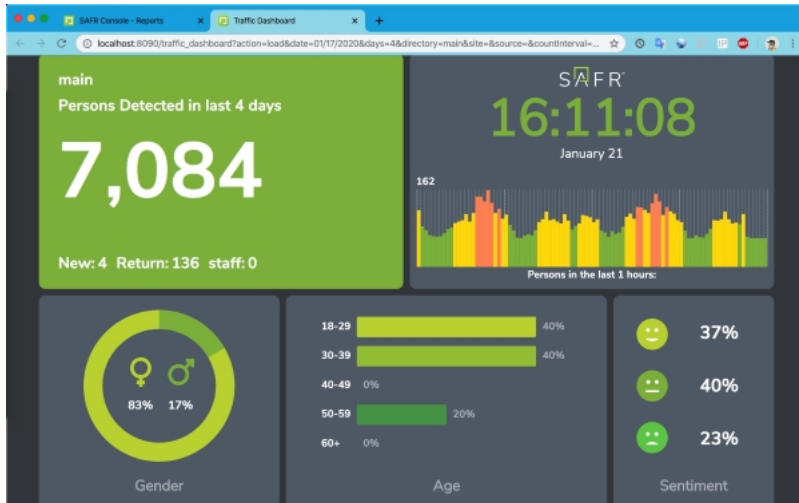 SAFR Console - Reports
Traffic Dashboard
localhost:8090/traffic_dashboard?action=load&date=01/17/2020&days=4&directory=main&site=&source=&countInterval=...
main
Persons Detected in last 4 days
7,084
New: 4 Return: 136 staff: 0
SAFR
16:11:08
January 21
162
Persons in the last 1 hours:
83% 17%
Gender
18-29 40%
30-39 40%
40-49 0%
50-59 20%
60+ 0%
Age
37%
40%
23%
Sentiment